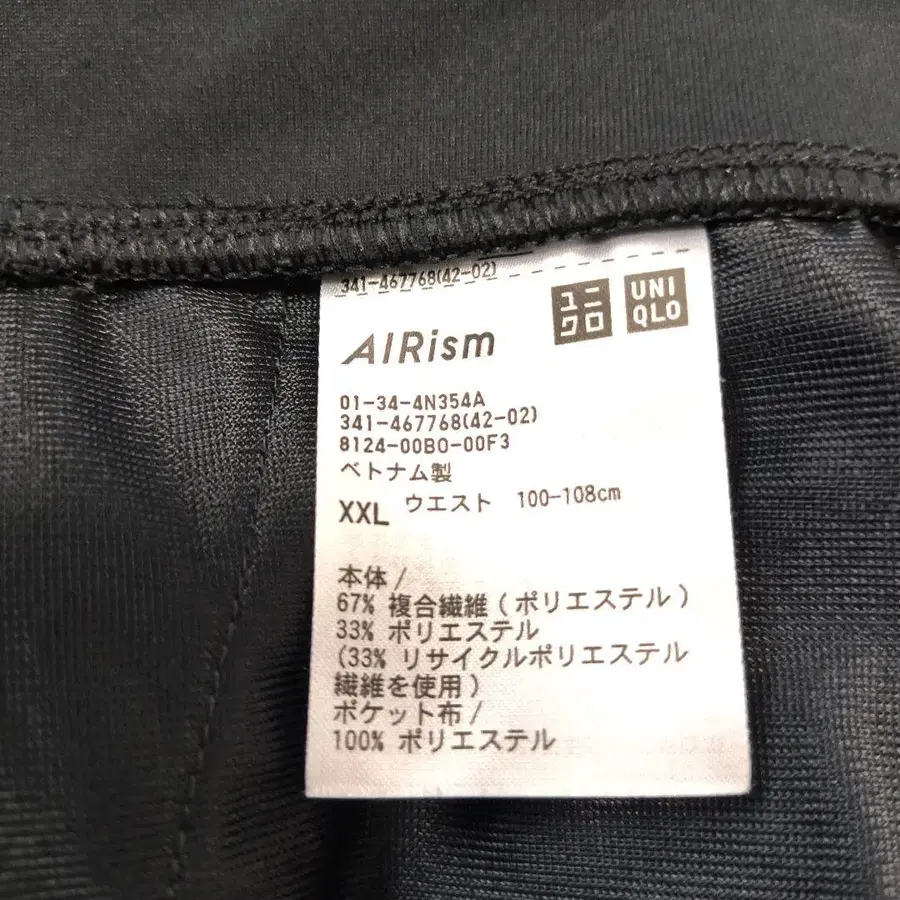 341-467768(42-02)
ユニ
クロ
UNI
QLO
AIRism
01-34-4N354A
341-467768(42-02)
8124-00B0-00F3
ベトナム製
XXL ウエスト 100-108cm
本体/
67% 複合繊維(ポリエステル)
33% ポリエステル
(33% リサイクルポリエステル
繊維を使用)
ポケット布/
100% ポリエステル